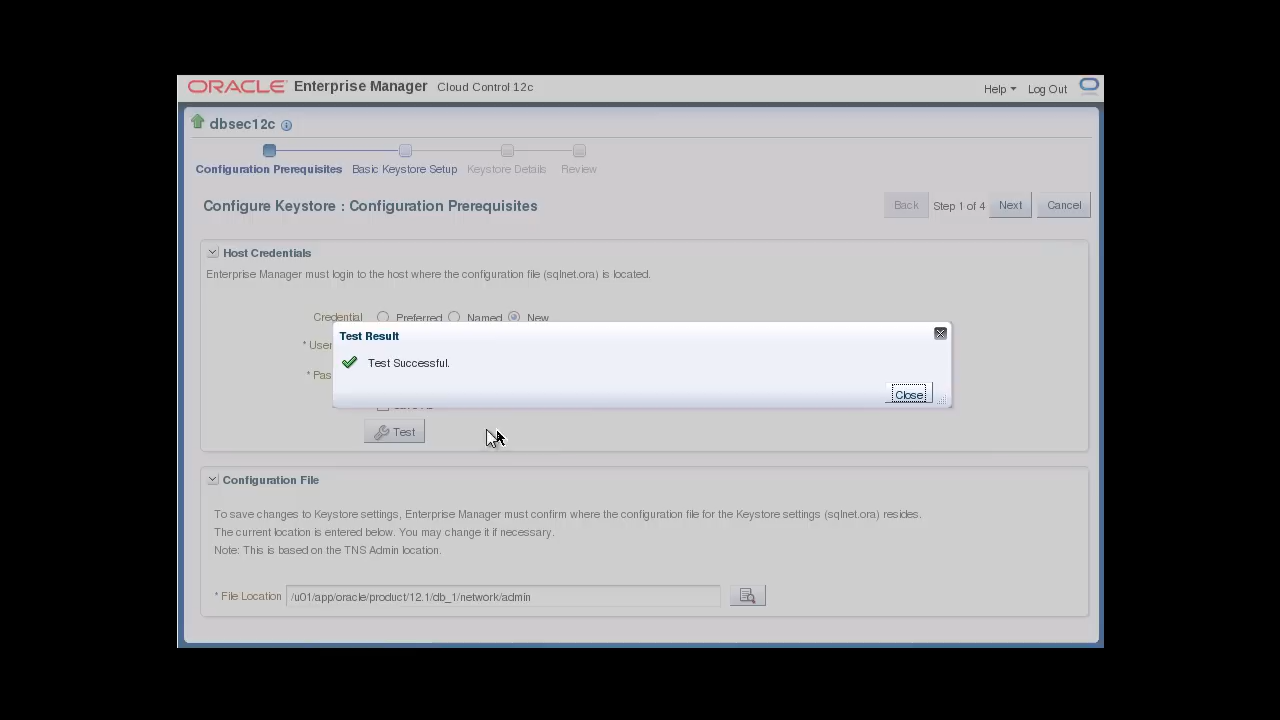 ORACLE Enterprise Manager Cloud Control 12c
Help Log Out
dbsec12c
Configuration Prerequisites Basic Keystore Setup Keystore Details Review
Configure Keystore : Configuration Prerequisites
Back Step 1 of 4 Next Cancel
Host Credentials
Enterprise Manager must login to the host where the configuration file (sqlnet.ora) is located.
Credential Preferred Named New
* User
* Pas
Test Result
Test Successful.
Close
Test
Configuration File
To save changes to Keystore settings, Enterprise Manager must confirm where the configuration file for the Keystore settings (sqlnet.ora) resides.
The current location is entered below. You may change it if necessary.
Note: This is based on the TNS Admin location.
* File Location /u01/app/oracle/product/12.1/db_1/network/admin